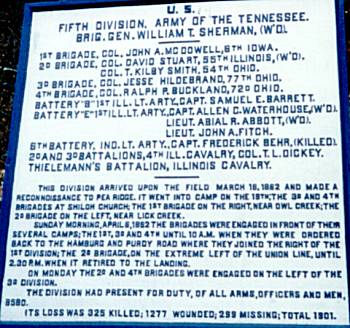 U. S.
FIFTH DIVISION, ARMY OF THE TENNESSEE.
BRIG. GEN. WILLIAM T. SHERMAN, (W'D).
1ST BRIGADE, COL. JOHN A. MCDOWELL, 6TH IOWA.
2D BRIGADE, COL. DAVID STUART, 55TH ILLINOIS, (W'D).
COL. T. KILBY SMITH, 54TH OHIO.
3D BRIGADE, COL. JESSE HILDEBRAND, 77TH OHIO.
4TH BRIGADE, COL. RALPH P. BUCKLAND, 72D OHIO.
BATTERY "B" 1ST ILL. LT. ARTY., CAPT. SAMUEL E. BARRETT.
BATTERY "E" 1ST ILL. LT. ARTY., CAPT. ALLEN C. WATERHOUSE, (W'D).
LIEUT. ABIAL R. ABBOTT, (W'D).
LIEUT. JOHN A. FITCH.
6TH BATTERY, IND. LT. ARTY., CAPT. FREDERICK BEHR, (KILLED).
2D AND 3D BATTALIONS, 4TH ILL. CAVALRY, COL. T. L. DICKEY.
THIELEMANN'S BATTALION, ILLINOIS CAVALRY.
THIS DIVISION ARRIVED UPON THE FIELD MARCH 18, 1862 AND MADE A
RECONNOISSANCE TO PEA RIDGE. IT WENT INTO CAMP ON THE 19TH; THE 3D AND 4TH
BRIGADES AT SHILOH CHURCH; THE 1ST BRIGADE ON THE RIGHT, NEAR OWL CREEK; THE
2D BRIGADE ON THE LEFT, NEAR LICK CREEK.
SUNDAY MORNING, APRIL 6, 1862 THE BRIGADES WERE ENGAGED IN FRONT OF THEIR
SEVERAL CAMPS; THE 1ST, 3D AND 4TH UNTIL 10 A.M. WHEN THEY WERE ORDERED
BACK TO THE HAMBURG AND PURDY ROAD WHERE THEY JOINED THE RIGHT OF THE
1ST DIVISION; THE 2D BRIGADE, ON THE EXTREME LEFT OF THE UNION LINE, UNTIL
2.30 P.M. WHEN IT RETIRED TO THE LANDING.
ON MONDAY THE 2D AND 4TH BRIGADES WERE ENGAGED ON THE LEFT OF THE
3D DIVISION.
THE DIVISION HAD PRESENT FOR DUTY, OF ALL ARMS, OFFICERS AND MEN,
8580.
ITS LOSS WAS 325 KILLED; 1277 WOUNDED; 299 MISSING; TOTAL 1901.